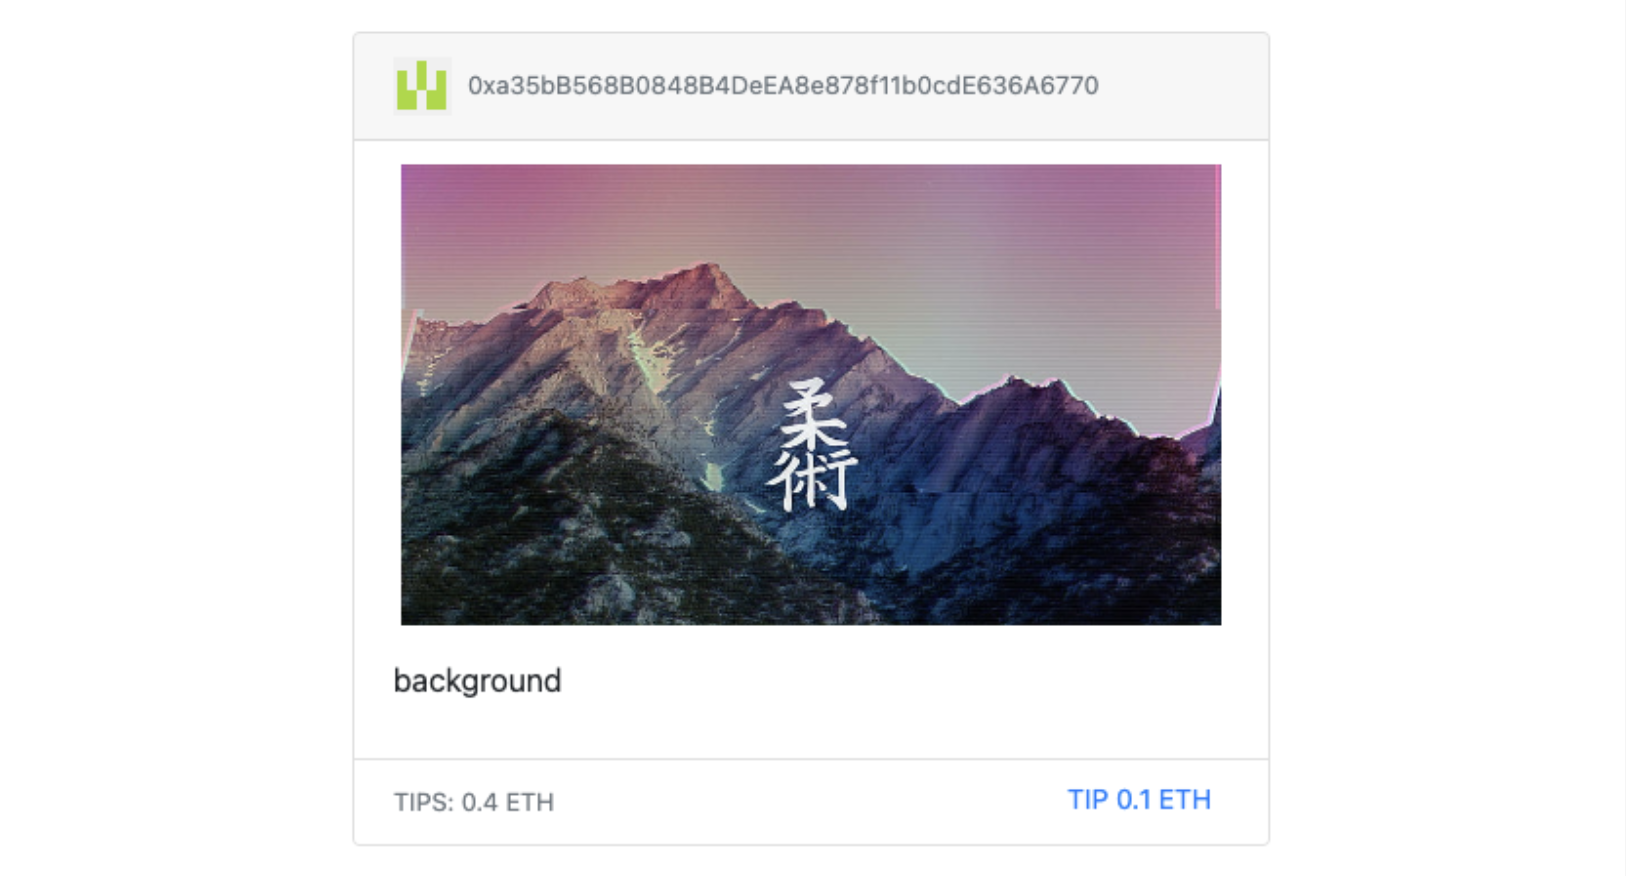 0xa35bB568B0848B4DeEA8e878f11b0cdE636A6770
柔
術
background
TIPS: 0.4 ETH
TIP 0.1 ETH